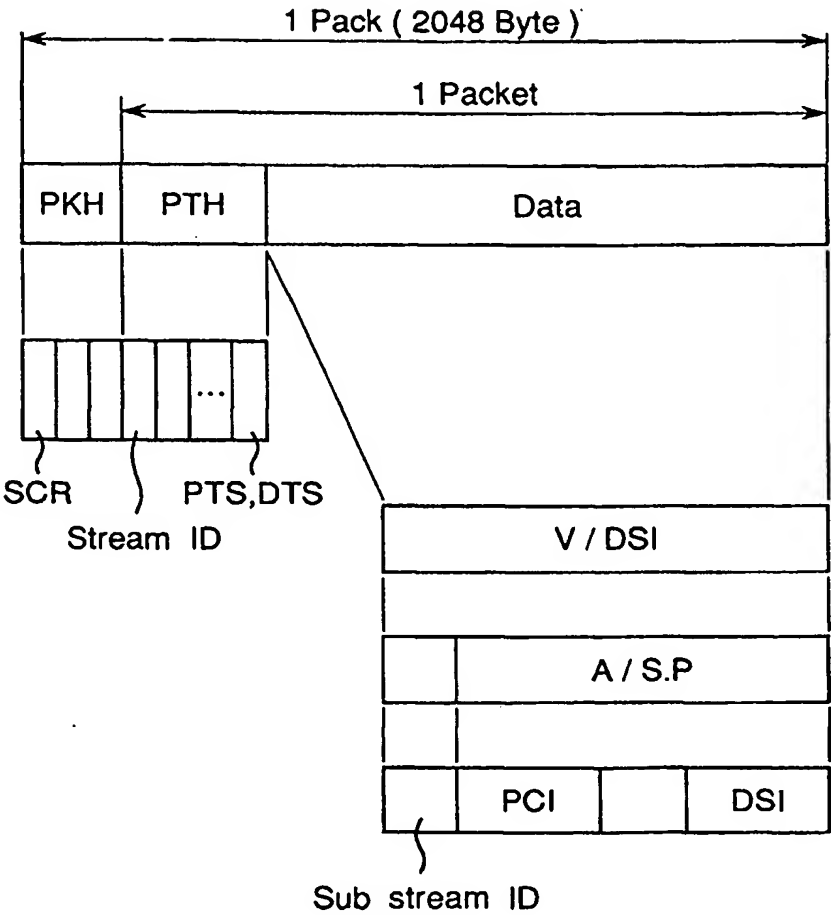 1 Pack ( 2048 Byte )
1 Packet
PKH PTH Data
...
SCR PTS,DTS
Stream ID
V / DSI
A / S.P
PCI DSI
Sub stream ID